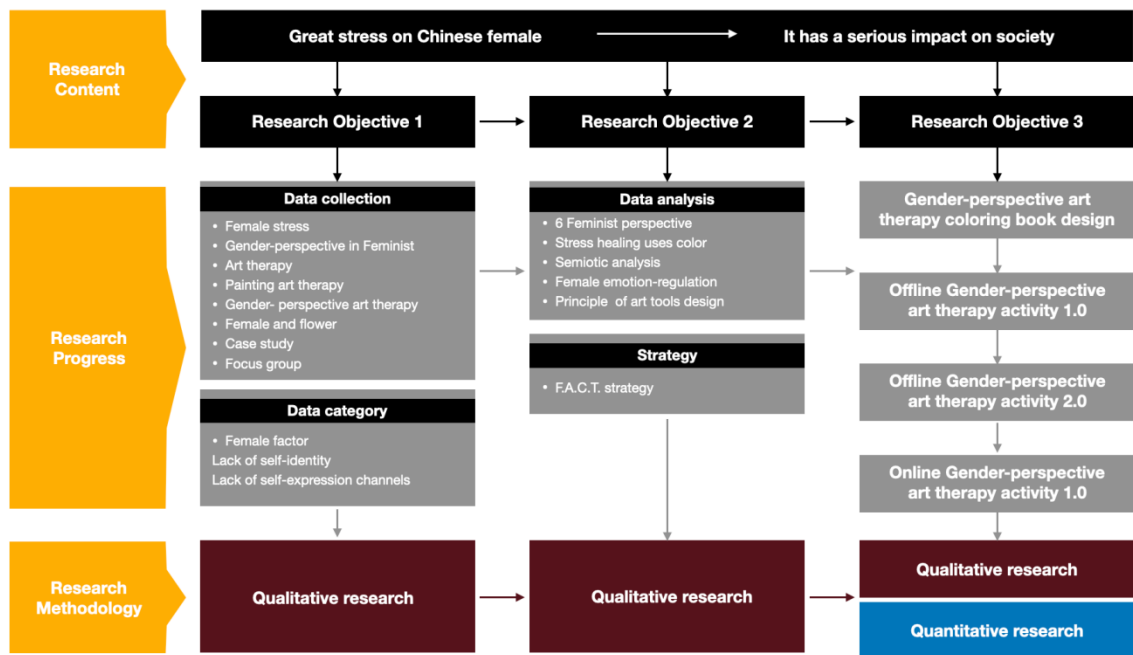 Research
Content
Great stress on Chinese female
It has a serious impact on society
Research Objective 1
Research Objective 2
Research Objective 3
Research
Progress
Data collection
• Female stress
• Gender-perspective in Feminist
• Art therapy
• Painting art therapy
• Gender- perspective art therapy
• Female and flower
• Case study
• Focus group
Data category
• Female factor
Lack of self-identity
Lack of self-expression channels
Data analysis
• 6 Feminist perspective
• Stress healing uses color
• Semiotic analysis
• Female emotion-regulation
• Principle of art tools design
Strategy
• F.A.C.T. strategy
Gender-perspective art
therapy coloring book design
Offline Gender-perspective
art therapy activity 1.0
Offline Gender-perspective
art therapy activity 2.0
Online Gender-perspective
art therapy activity 1.0
Research
Methodology
Qualitative research
Qualitative research
Qualitative research
Quantitative research